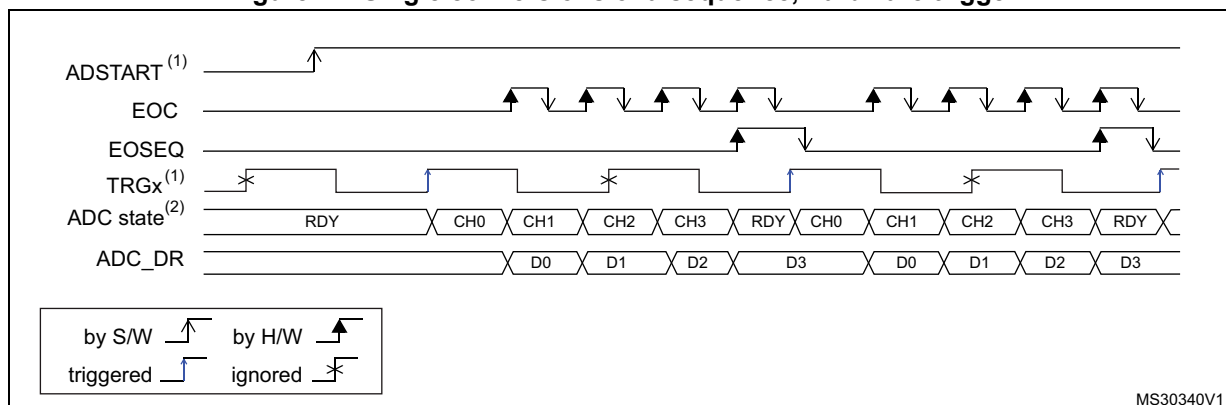 ADSTART (1)
EOC
EOSEQ
TRGx(1)
ADC state(2) RDY CH0 CH1 CH2 CH3 RDY CH0 CH1 CH2 CH3 RDY
ADC_DR D0 D1 D2 D3 D0 D1 D2 D3
by S/W by H/W
triggered ignored
MS30340V1